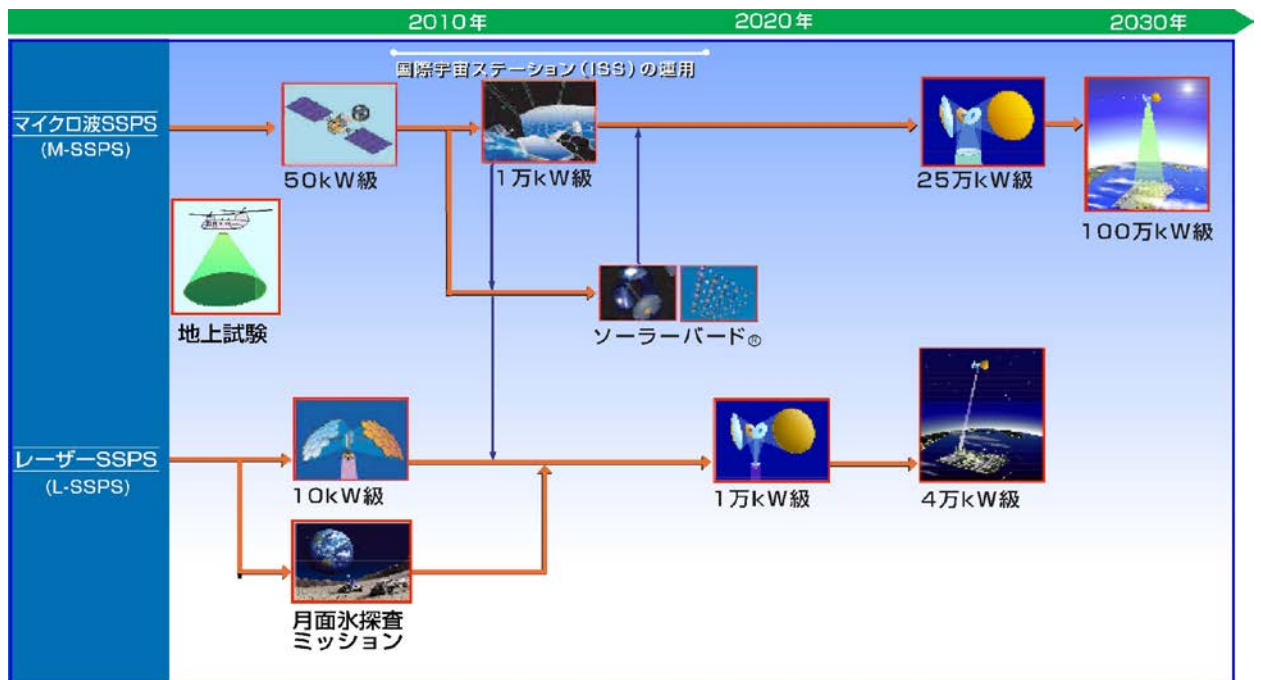 2010年
2020年
2030年
国際宇宙ステーション(ISS)の運用
マイクロ波SSPS
(M-SSPS)
50kW級
1万kW級
25万kW級
100万kW級
地上試験
ソーラーバード®
レーザーSSPS
(L-SSPS)
10kW級
1万kW級
4万kW級
月面氷探査
ミッション